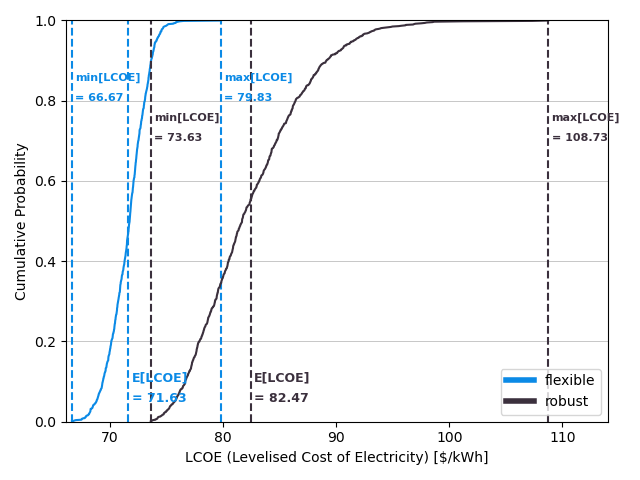 1.0
0.8
0.6
0.4
0.2
0.0
Cumulative Probability
min[LCOE]
= 66.67
max[LCOE]
= 79.83
min[LCOE]
= 73.63
max[LCOE]
= 108.73
E[LCOE]
= 71.63
E[LCOE]
= 82.47
flexible
robust
70 80 90 100 110
LCOE (Levelised Cost of Electricity) [$/kWh]